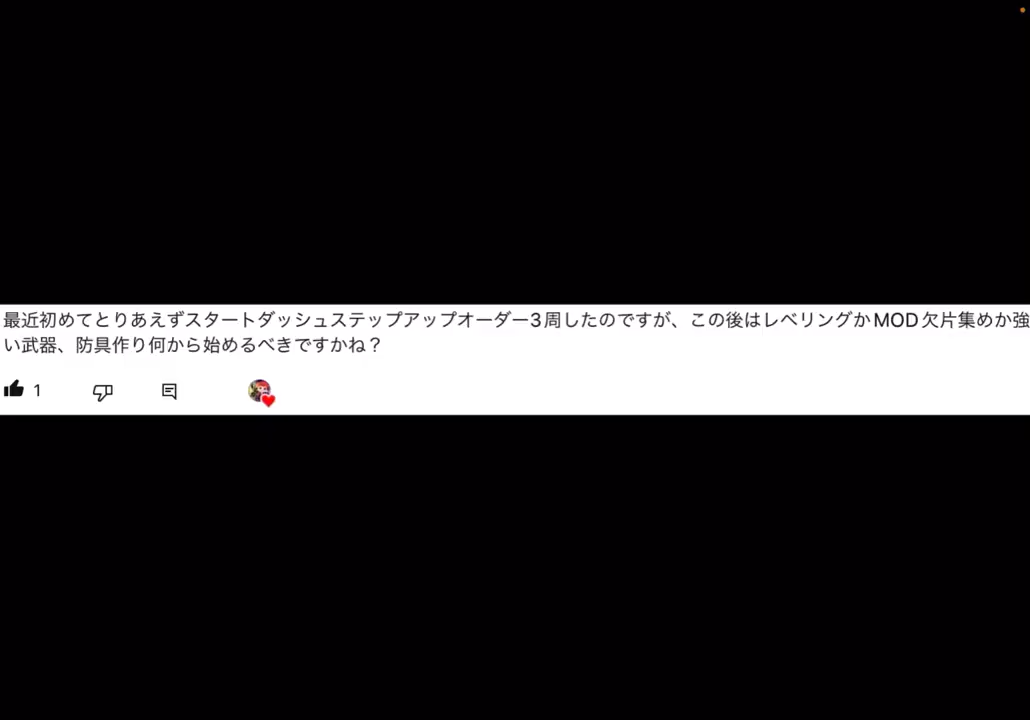 最近初めてとりあえずスタートダッシュステップアップオーダー3周したのですが、この後はレベリングかMOD欠片集めか強
い武器、防具作り何から始めるべきですかね？
1